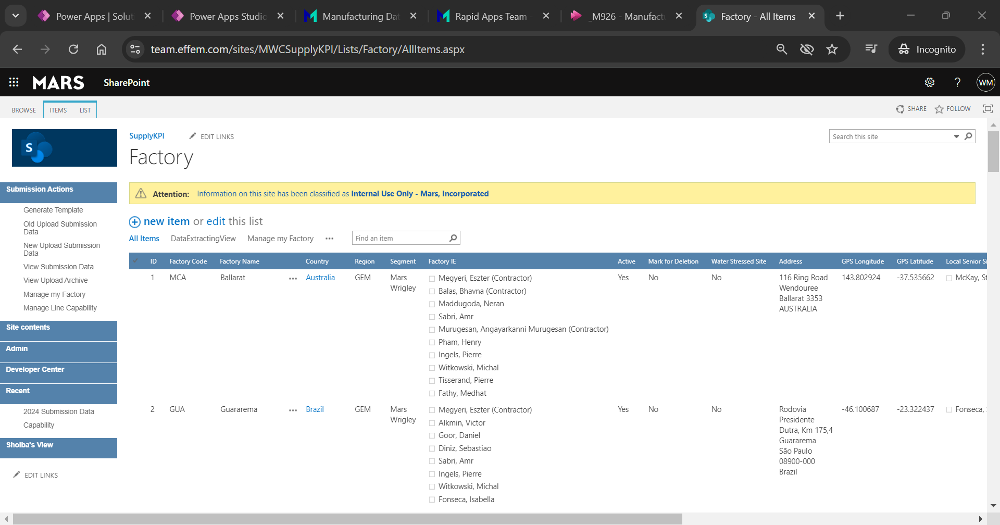 Power Apps | Solut
Power Apps Studio
Manufacturing Dat
Rapid Apps Team -
_M926 - Manufactu
Factory - All Items
team.effem.com/sites/MWCSupplyKPI/Lists/Factory/AllItems.aspx
Incognito
MARS SharePoint
? WM
BROWSE ITEMS LIST
SHARE FOLLOW
S
SupplyKPI EDIT LINKS
Search this site
Factory
Attention: Information on this site has been classified as Internal Use Only - Mars, Incorporated
Submission Actions
Generate Template
Old Upload Submission
Data
New Upload Submission
Data
View Submission Data
View Upload Archive
Manage my Factory
Manage Line Capability
Site contents
Admin
Developer Center
Recent
2024 Submission Data
Capability
Shoiba's View
EDIT LINKS
new item or edit this list
All Items DataExtractingView Manage my Factory ... Find an item
ID Factory Code Factory Name Country Region Segment Factory IE Active Mark for Deletion Water Stressed Site Address GPS Longitude GPS Latitude Local Senior Si
1 MCA Ballarat ... Australia GEM Mars
Wrigley
Megyeri, Eszter (Contractor)
Balas, Bhavna (Contractor)
Maddugoda, Neran
Sabri, Amr
Murugesan, Angayarkanni Murugesan (Contractor)
Pham, Henry
Ingels, Pierre
Witkowski, Michal
Tisserand, Pierre
Fathy, Medhat
Yes No No
116 Ring Road
Wendouree
Ballarat 3353
AUSTRALIA
143.802924 -37.535662 McKay, St
2 GUA Guararema ... Brazil GEM Mars
Wrigley
Megyeri, Eszter (Contractor)
Alkmin, Victor
Goor, Daniel
Diniz, Sebastiao
Sabri, Amr
Ingels, Pierre
Witkowski, Michal
Fonseca, Isabella
Yes No No
Rodovia
Presidente
Dutra, Km 175,4
Guararema
São Paulo
08900-000
Brazil
-46.100687 -23.322437 Fonseca,